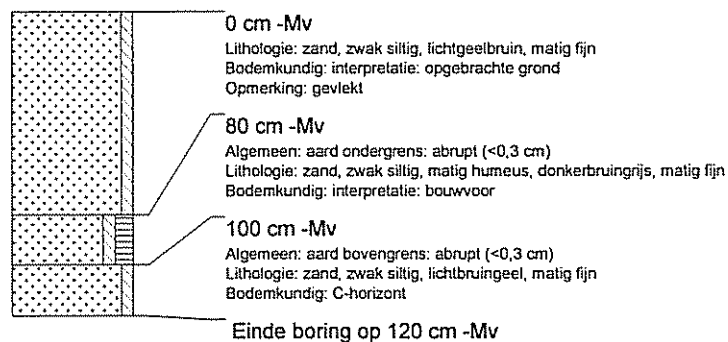 0 cm -Mv
Lithologie: zand, zwak siltig, lichtgeelbruin, matig fijn
Bodemkundig: interpretatie: opgebrachte grond
Opmerking: gevlekt
80 cm -Mv
Algemeen: aard ondergrens: abrupt (<0,3 cm)
Lithologie: zand, zwak siltig, matig humeus, donkerbruingrijs, matig fijn
Bodemkundig: interpretatie: bouwvoor
100 cm -Mv
Algemeen: aard bovengrens: abrupt (<0,3 cm)
Lithologie: zand, zwak siltig, lichtbruingeel, matig fijn
Bodemkundig: C-horizont
Einde boring op 120 cm -Mv